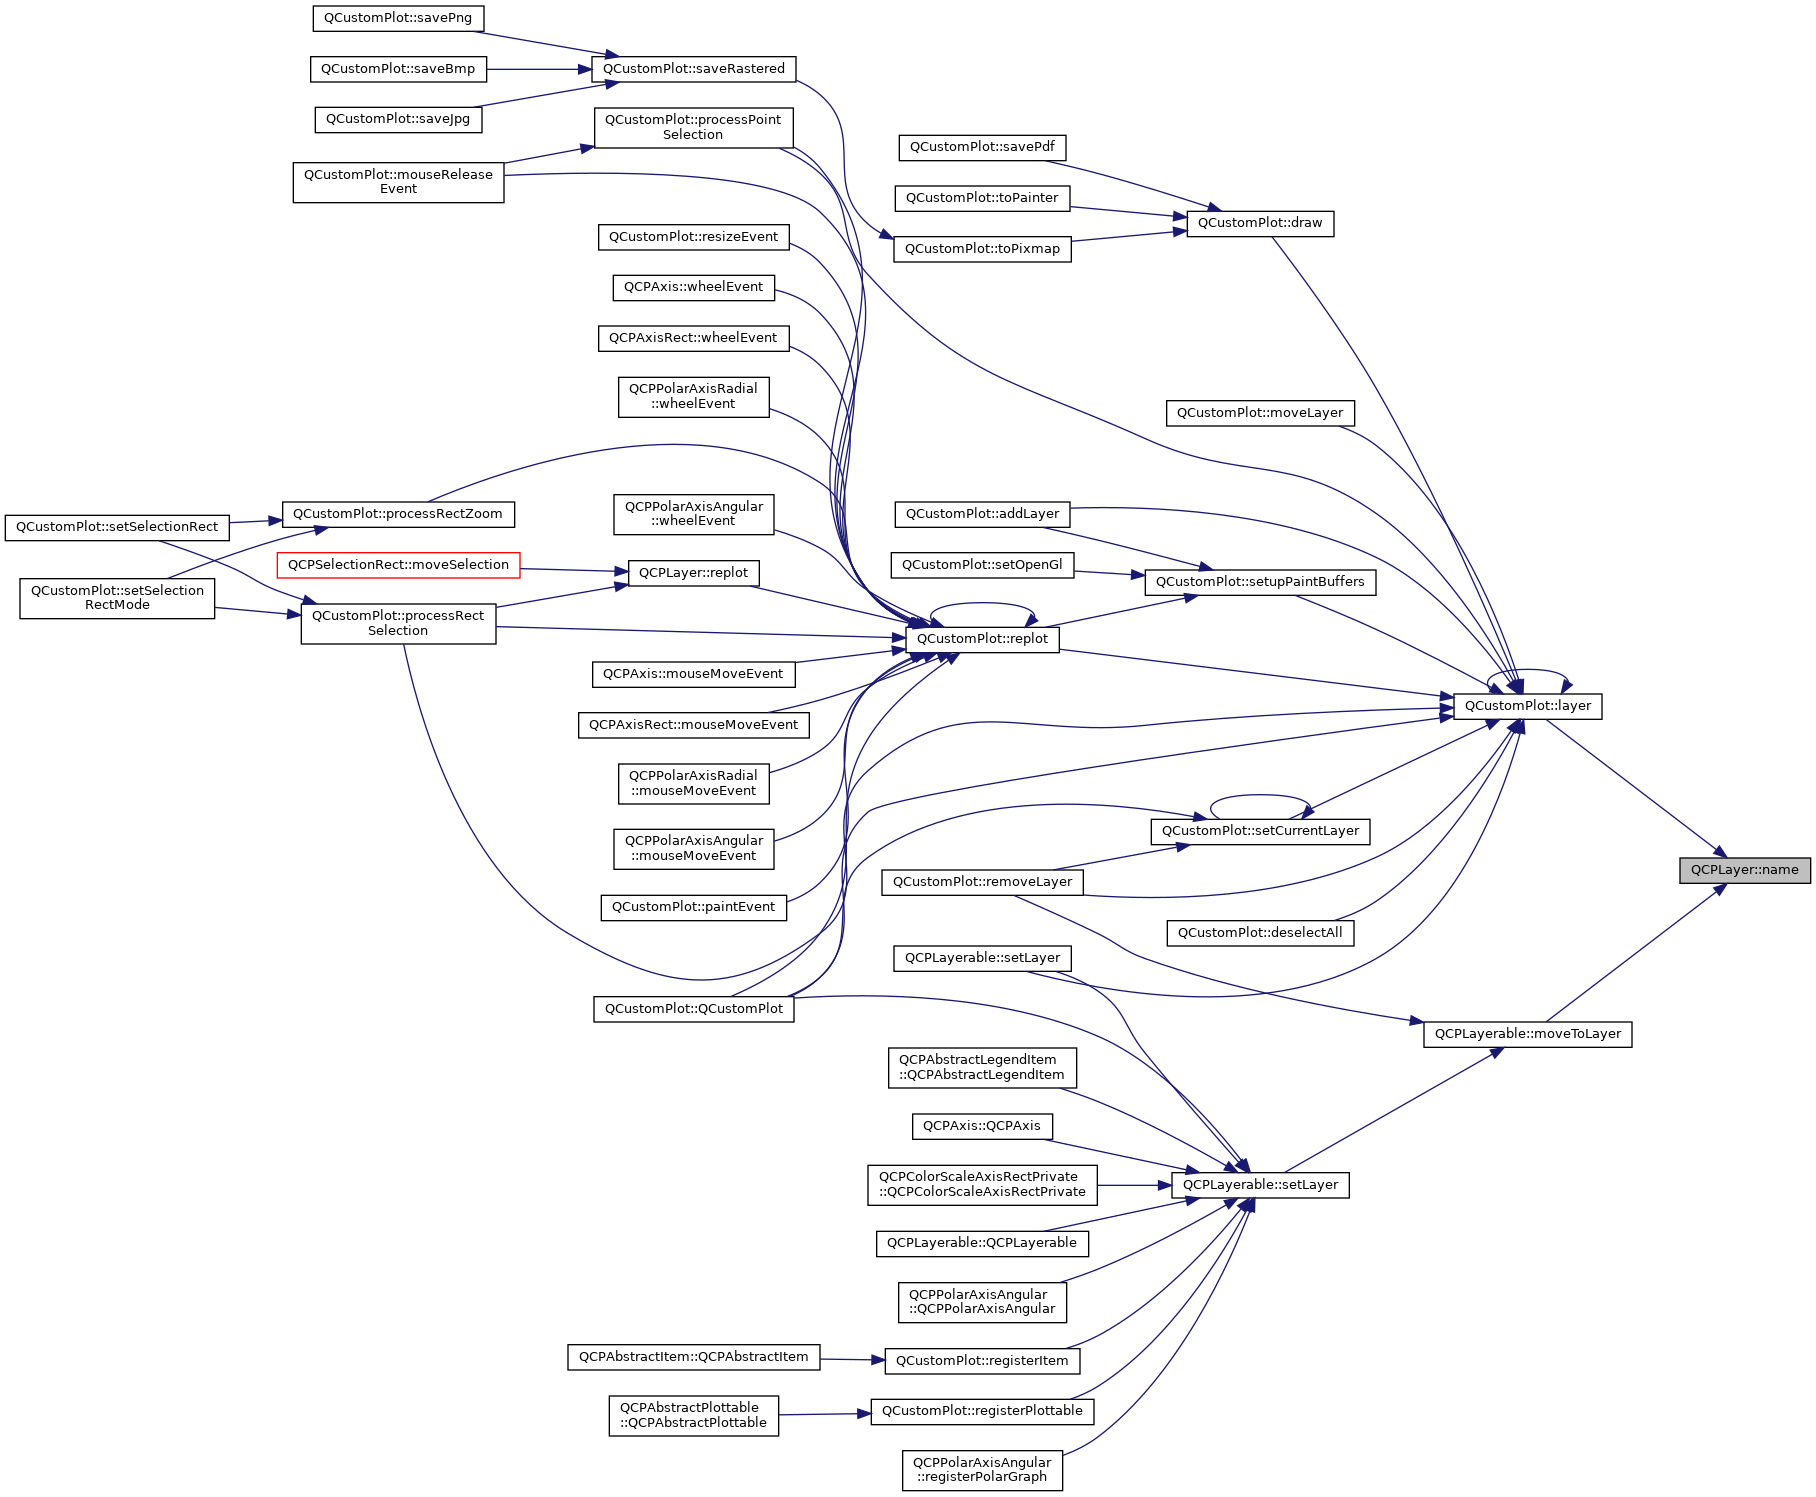 QCustomPlot::savePng
QCustomPlot::saveBmp
QCustomPlot::saveJpg
QCustomPlot::mouseRelease
Event
QCustomPlot::saveRastered
QCustomPlot::processPoint
Selection
QCustomPlot::resizeEvent
QCPAxis::wheelEvent
QCPAxisRect::wheelEvent
QCPPolarAxisRadial
::wheelEvent
QCustomPlot::savePdf
QCustomPlot::toPainter
QCustomPlot::toPixmap
QCustomPlot::draw
QCustomPlot::moveLayer
QCustomPlot::setSelectionRect
QCustomPlot::setSelection
RectMode
QCustomPlot::processRectZoom
QCPSelectionRect::moveSelection
QCustomPlot::processRect
Selection
QCPPolarAxisAngular
::wheelEvent
QCPLayer::replot
QCPAxis::mouseMoveEvent
QCPAxisRect::mouseMoveEvent
QCPPolarAxisRadial
::mouseMoveEvent
QCPPolarAxisAngular
::mouseMoveEvent
QCustomPlot::paintEvent
QCustomPlot::QCustomPlot
QCustomPlot::addLayer
QCustomPlot::setOpenGl
QCustomPlot::setupPaintBuffers
QCustomPlot::replot
QCustomPlot::layer
QCustomPlot::setCurrentLayer
QCustomPlot::removeLayer
QCustomPlot::deselectAll
QCPLayer::name
QCPLayerable::setLayer
QCPLayerable::moveToLayer
QCPAbstractLegendItem
::QCPAbstractLegendItem
QCPAxis::QCPAxis
QCPColorScaleAxisRectPrivate
::QCPColorScaleAxisRectPrivate
QCPLayerable::setLayer
QCPLayerable::QCPLayerable
QCPPolarAxisAngular
::QCPPolarAxisAngular
QCPAbstractItem::QCPAbstractItem
QCustomPlot::registerItem
QCPAbstractPlottable
::QCPAbstractPlottable
QCustomPlot::registerPlottable
QCPPolarAxisAngular
::registerPolarGraph